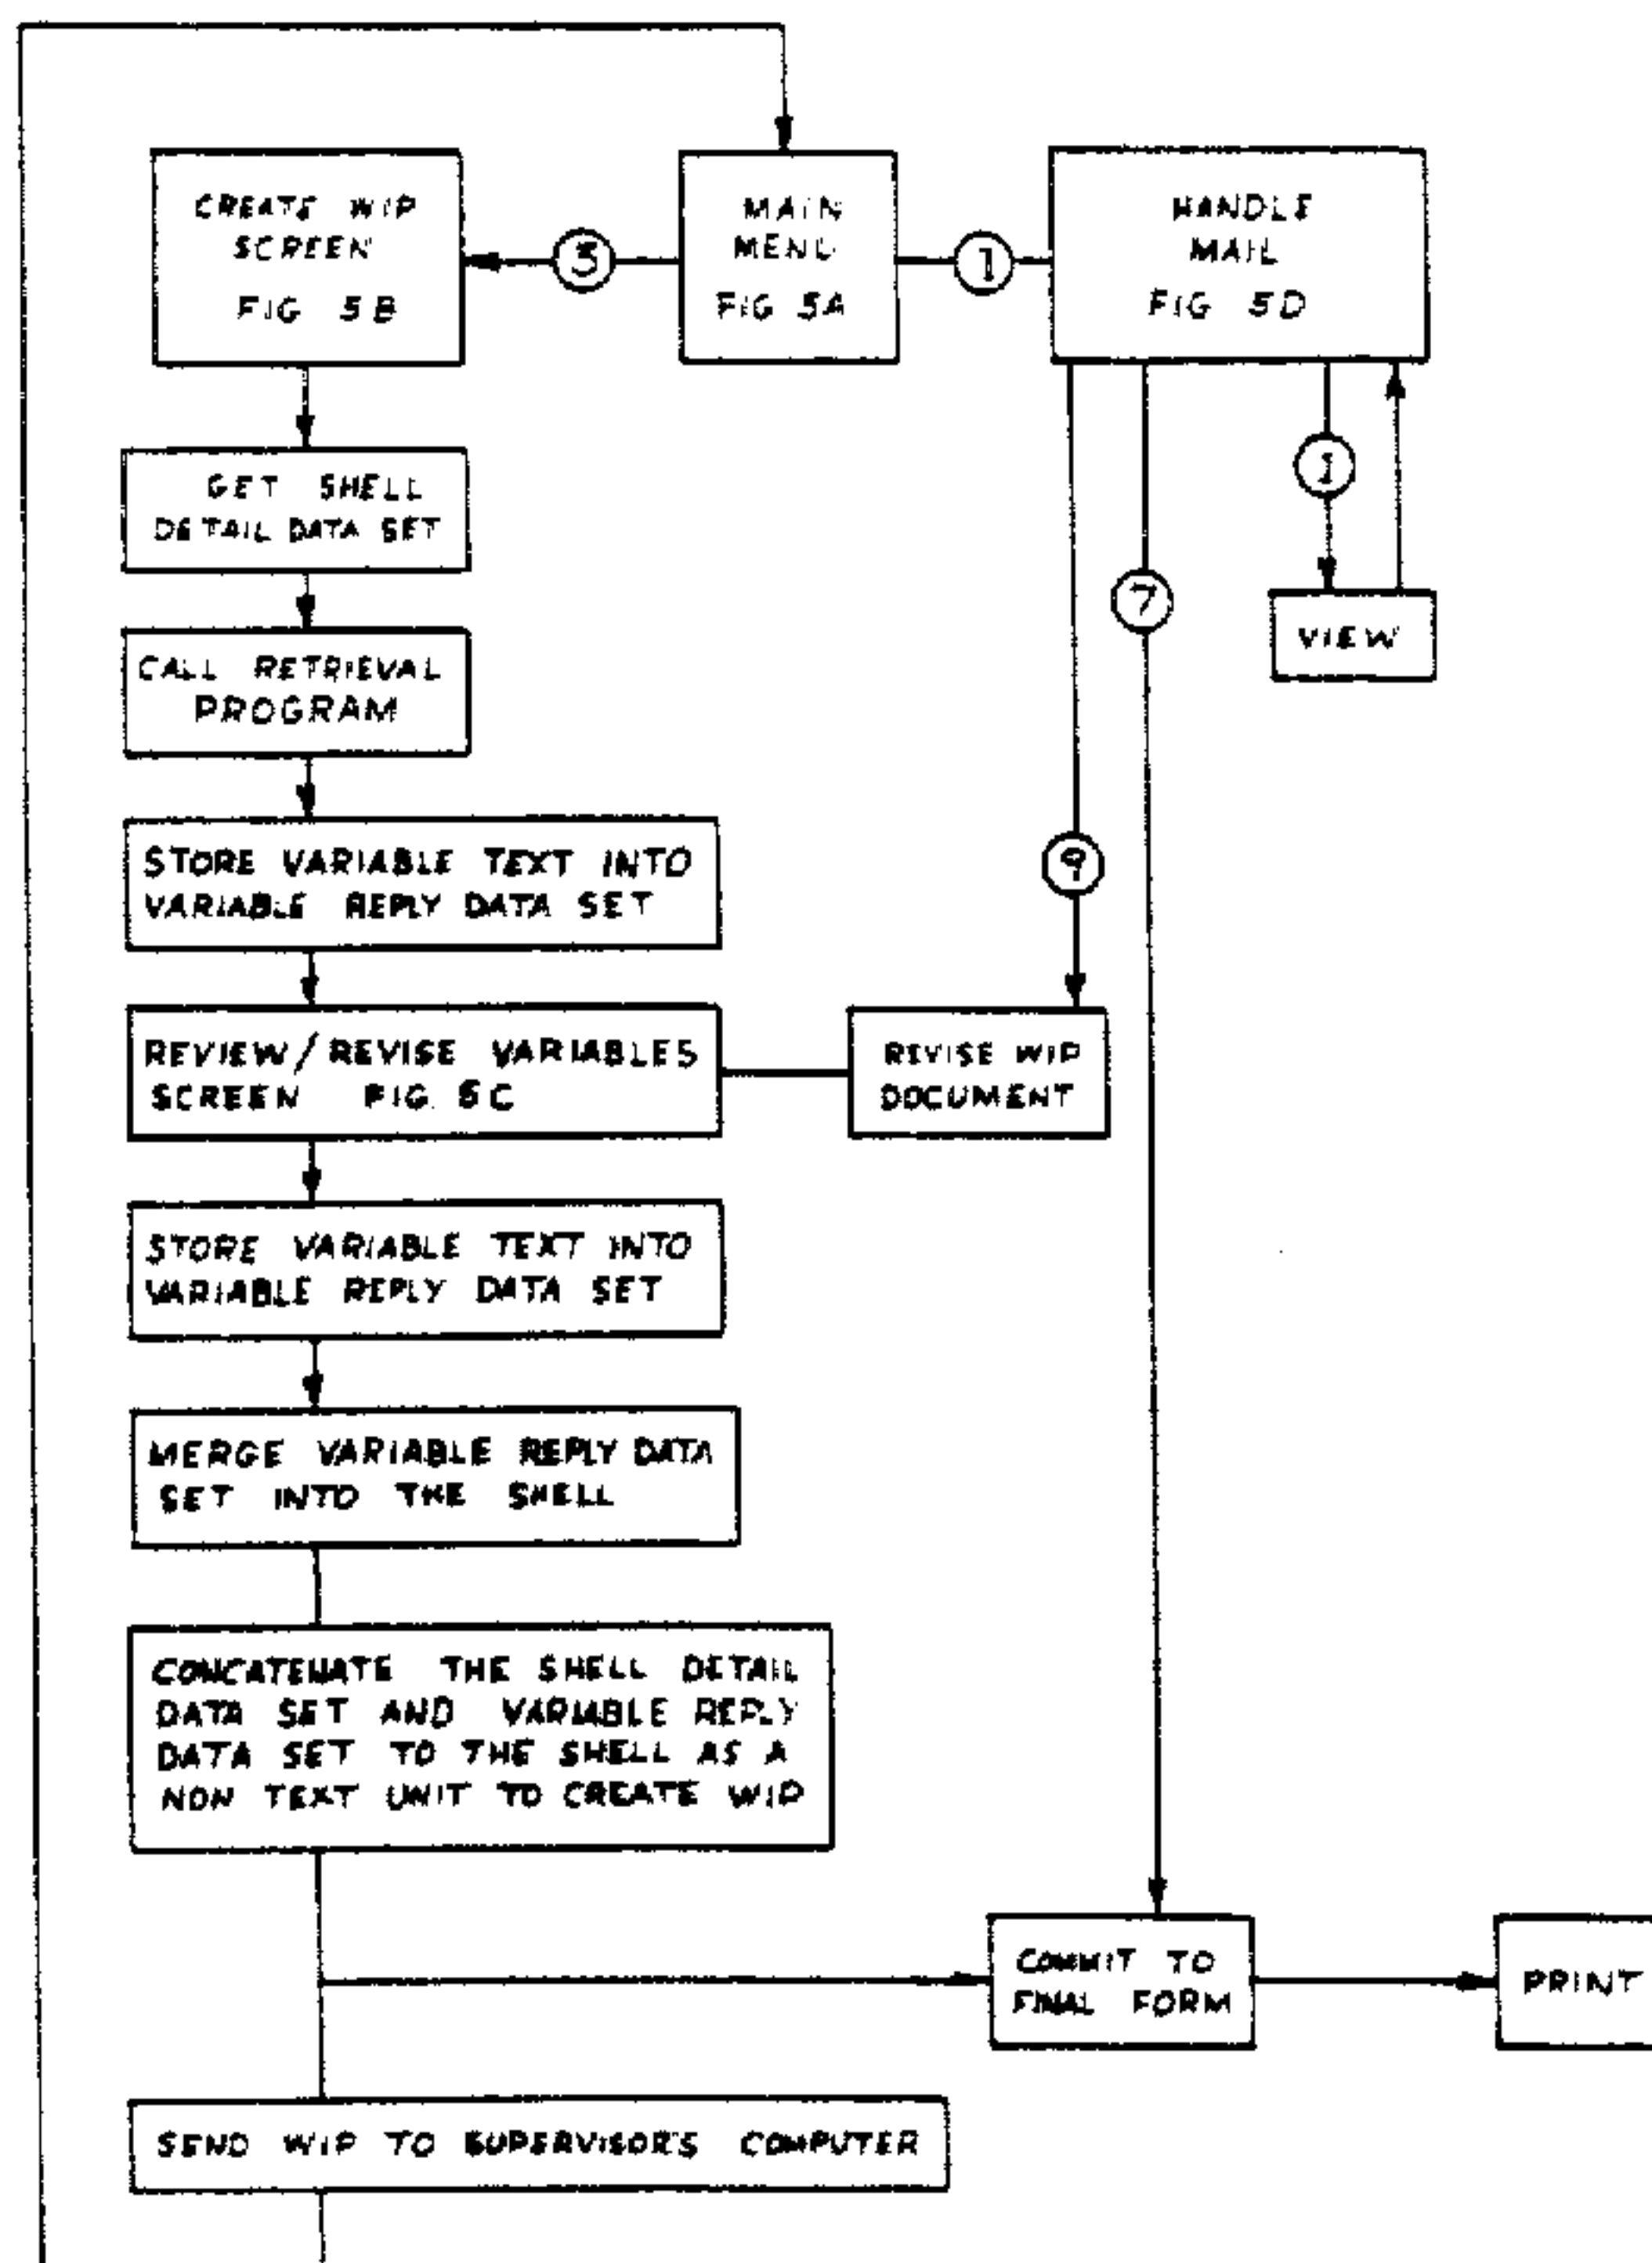 CREATE WIP
SCREEN
FIG 5B
3
MAIN
MENU
FIG 5A
1
HANDLE
MAIL
FIG 5D
GET SHELL
DETAIL DATA SET
1
7
VIEW
CALL RETRIEVAL
PROGRAM
STORE VARIABLE TEXT INTO
VARIABLE REPLY DATA SET
9
REVIEW/REVISE VARIABLES
SCREEN FIG. 5C
REVISE WIP
DOCUMENT
STORE VARIABLE TEXT INTO
VARIABLE REPLY DATA SET
MERGE VARIABLE REPLY DATA
SET INTO THE SHELL
CONCATENATE THE SHELL DETAIL
DATA SET AND VARIABLE REPLY
DATA SET TO THE SHELL AS A
NON TEXT UNIT TO CREATE WIP
COMMIT TO
FINAL FORM
PRINT
SEND WIP TO SUPERVISOR'S COMPUTER